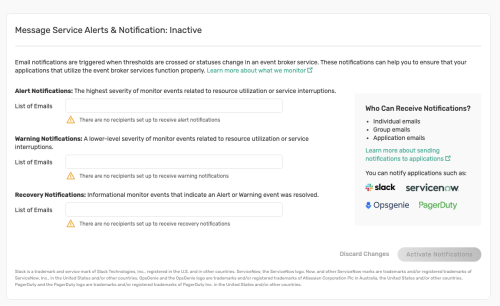 Message Service Alerts & Notification: Inactive
Email notifications are triggered when thresholds are crossed or statuses change in an event broker service. These notifications can help you to ensure that your
applications that utilize the event broker services function properly. Learn more about what we monitor
Alert Notifications: The highest severity of monitor events related to resource utilization or service interruptions.
List of Emails
There are no recipients set up to receive alert notifications
Warning Notifications: A lower-level severity of monitor events related to resource utilization or service
interruptions.
List of Emails
There are no recipients set up to receive warning notifications
Recovery Notifications: Informational monitor events that indicate an Alert or Warning event was resolved.
List of Emails
There are no recipients set up to receive recovery notifications
Who Can Receive Notifications?
• Individual emails
• Group emails
• Application emails
Learn more about sending
notifications to applications
You can notify applications such as:
slack servicenow
Opsgenie PagerDuty
Discard Changes Activate Notifications
Slack is a trademark and service mark of Slack Technologies, Inc., registered in the U.S. and in other countries. ServiceNow, the ServiceNow logo, Now, and other ServiceNow marks are trademarks and/or registered trademarks of
ServiceNow, Inc., in the United States and/or other countries. OpsGenie and the OpsGenie logo are trademarks and/or registered trademarks of Atlassian Corporation Plc in Australia, the United States and/or other countries.
PagerDuty and the PagerDuty logo are trademarks and/or registered trademarks of PagerDuty Inc. in the United States and/or other countries.